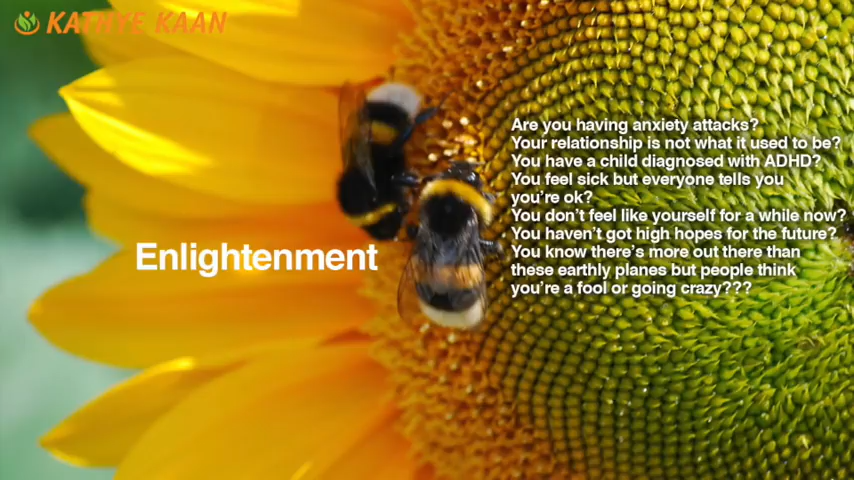 KATHYE KAAN
Enlightenment
Are you having anxiety attacks?
Your relationship is not what it used to be?
You have a child diagnosed with ADHD?
You feel sick but everyone tells you
you're ok?
You don't feel like yourself for a while now?
You haven't got high hopes for the future?
You know there's more out there than
these earthly planes but people think
you're a fool or going crazy???